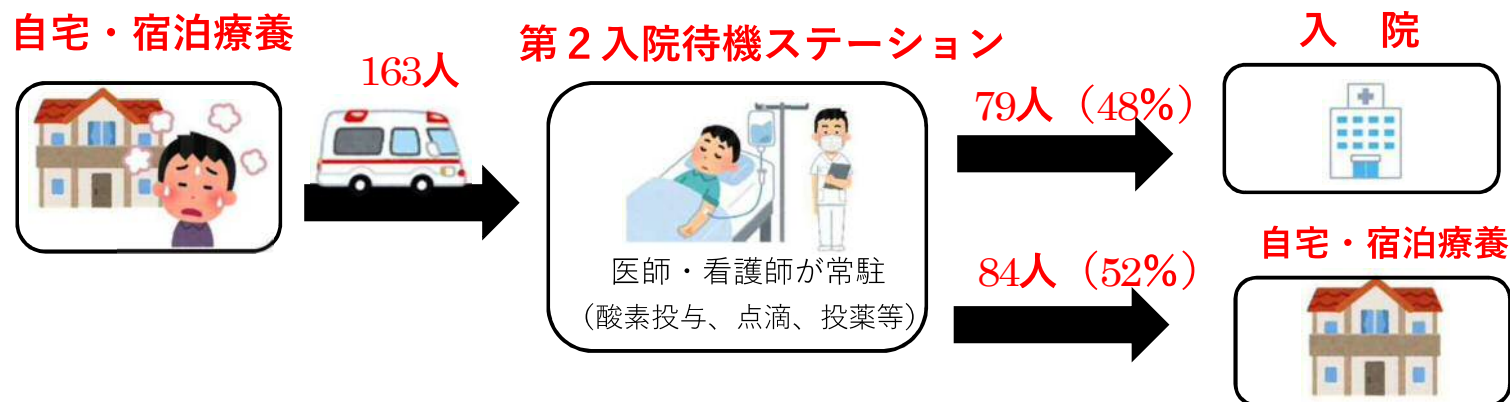 自宅・宿泊療養
163人
第２入院待機ステーション
医師・看護師が常駐
（酸素投与、点滴、投薬等）
79人（48%）
入　院
84人（52%）
自宅・宿泊療養